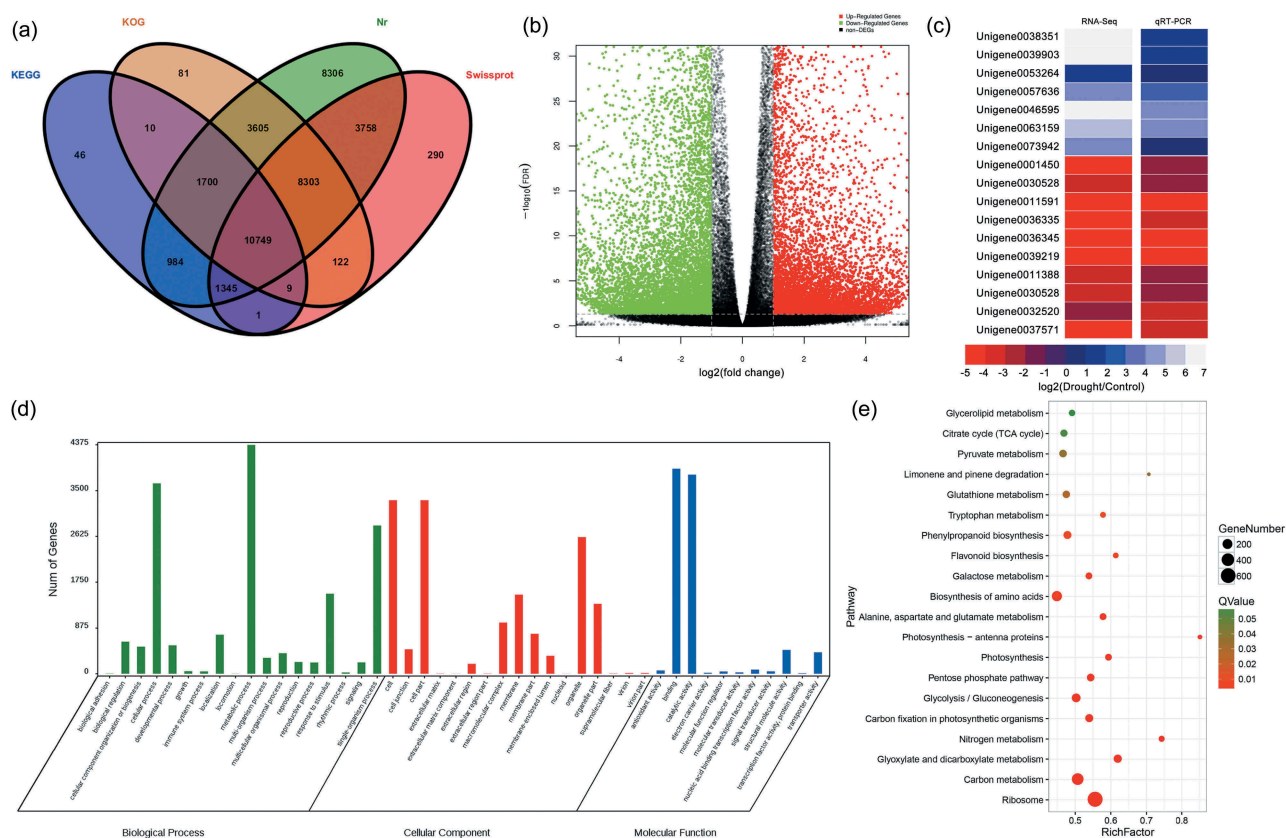 (a)
KOG
Nr
KEGG
Swissprot
81
8306
10
3605
3758
46
290
1700
8303
10749
984
122
1345
9
1
(b)
Up-Regulated Genes
Down-Regulated Genes
non-DEGs
30
25
20
15
10
5
0
−1log10(FDR)
-4
-2
0
2
4
log2(fold change)
(c)
RNA-Seq
qRT-PCR
Unigene0038351
Unigene0039903
Unigene0053264
Unigene0057636
Unigene0046595
Unigene0063159
Unigene0073942
Unigene0001450
Unigene0030528
Unigene0011591
Unigene0036335
Unigene0036345
Unigene0039219
Unigene0011388
Unigene0030528
Unigene0032520
Unigene0037571
-5 -4 -3 -2 -1 0 1 2 3 4 5 6 7
log2(Drought/Control)
(d)
Num of Genes
4375
3500
2625
1750
875
0
biological adhesion
biological regulation
cellular component organization or biogenesis
cellular process
developmental process
growth
immune system process
localization
locomotion
metabolic process
multi-organism process
multicellular organismal process
reproduction
reproductive process
response to stimulus
rhythmic process
signaling
single-organism process
cell
cell junction
cell part
extracellular matrix
extracellular matrix component
extracellular region
extracellular region part
macromolecular complex
membrane
membrane part
membrane-enclosed lumen
nucleoid
organelle
organelle part
supramolecular fiber
virion
virion part
antioxidant activity
binding
catalytic activity
electron carrier activity
molecular function regulator
molecular transducer activity
nucleic acid binding transcription factor activity
signal transducer activity
structural molecule activity
transcription factor activity, protein binding
transporter activity
Biological Process
Cellular Component
Molecular Function
(e)
Pathway
Glycerolipid metabolism
Citrate cycle (TCA cycle)
Pyruvate metabolism
Limonene and pinene degradation
Glutathione metabolism
Tryptophan metabolism
Phenylpropanoid biosynthesis
Flavonoid biosynthesis
Galactose metabolism
Biosynthesis of amino acids
Alanine, aspartate and glutamate metabolism
Photosynthesis − antenna proteins
Photosynthesis
Pentose phosphate pathway
Glycolysis / Gluconeogenesis
Carbon fixation in photosynthetic organisms
Nitrogen metabolism
Glyoxylate and dicarboxylate metabolism
Carbon metabolism
Ribosome
0.5
0.6
0.7
0.8
RichFactor
GeneNumber
200
400
600
QValue
0.05
0.04
0.03
0.02
0.01